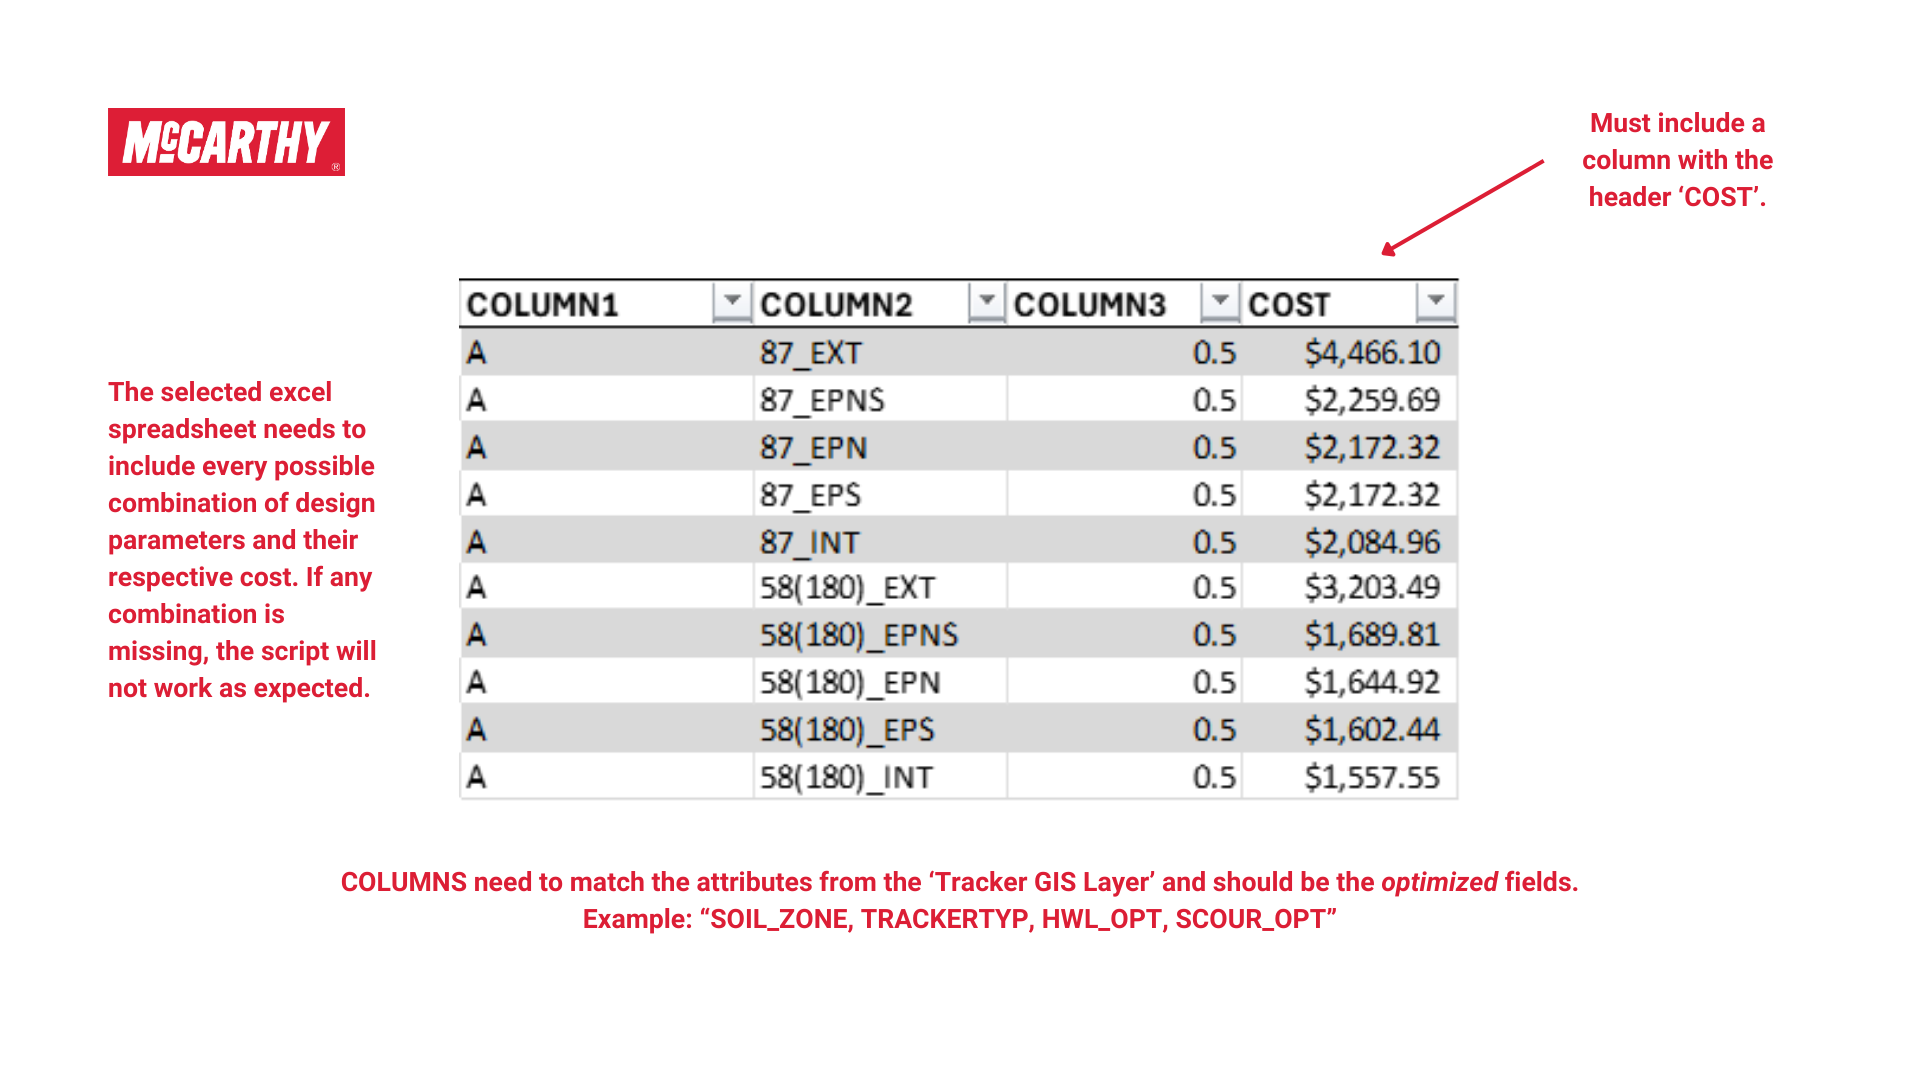 McCARTHY
®
Must include a
column with the
header ‘COST’.
COLUMN1 COLUMN2 COLUMN3 COST
A 87_EXT 0.5 $4,466.10
A 87_EPNS 0.5 $2,259.69
A 87_EPN 0.5 $2,172.32
A 87_EPS 0.5 $2,172.32
A 87_INT 0.5 $2,084.96
A 58(180)_EXT 0.5 $3,203.49
A 58(180)_EPNS 0.5 $1,689.81
A 58(180)_EPN 0.5 $1,644.92
A 58(180)_EPS 0.5 $1,602.44
A 58(180)_INT 0.5 $1,557.55
The selected excel
spreadsheet needs to
include every possible
combination of design
parameters and their
respective cost. If any
combination is
missing, the script will
not work as expected.
COLUMNS need to match the attributes from the ‘Tracker GIS Layer’ and should be the optimized fields.
Example: “SOIL_ZONE, TRACKERTYP, HWL_OPT, SCOUR_OPT”